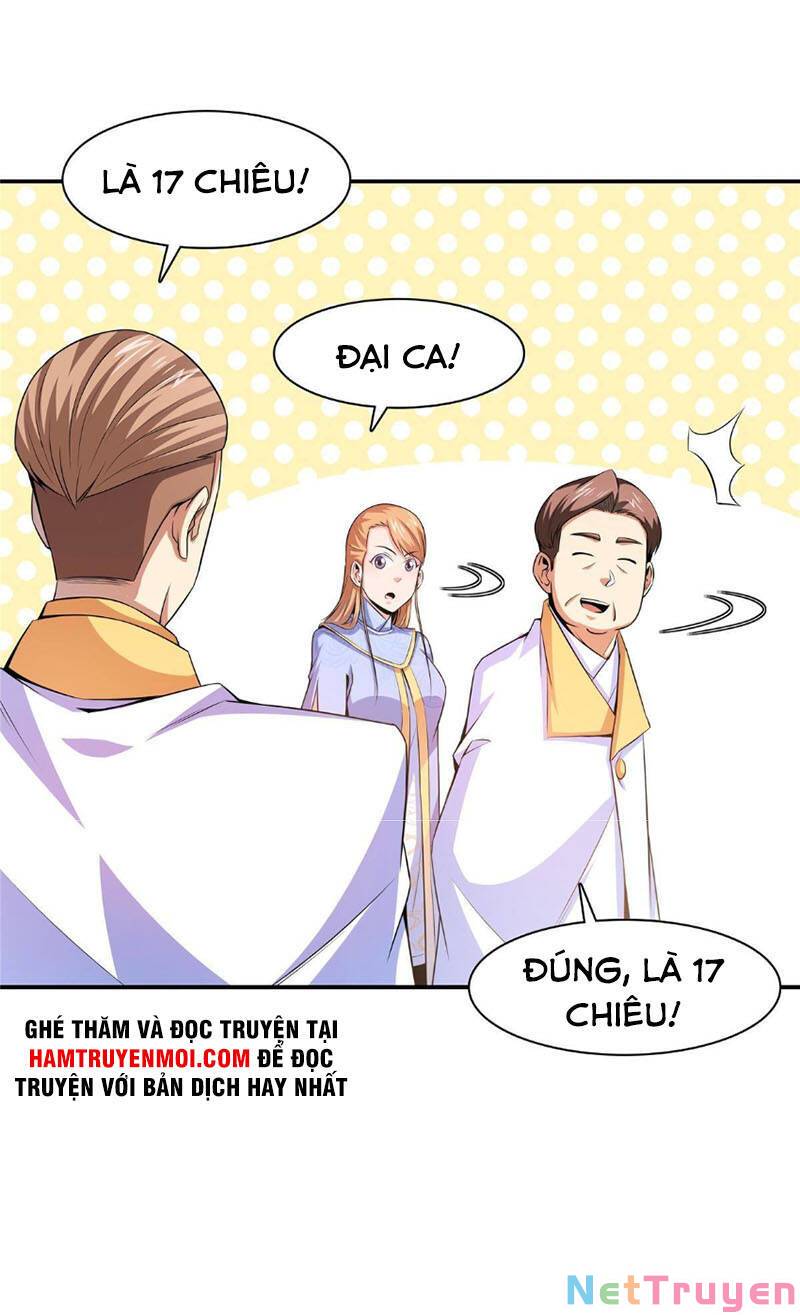 LÀ 17 CHIÊU!
ĐẠI CA!
ĐÚNG, LÀ 17
CHIÊU!
GHÉ THĂM VÀ ĐỌC TRUYỆN TẠI
HAMTRUYENMOI.COM ĐỂ ĐỌC
TRUYỆN VỚI BẢN DỊCH HAY NHẤT
NetTruyen